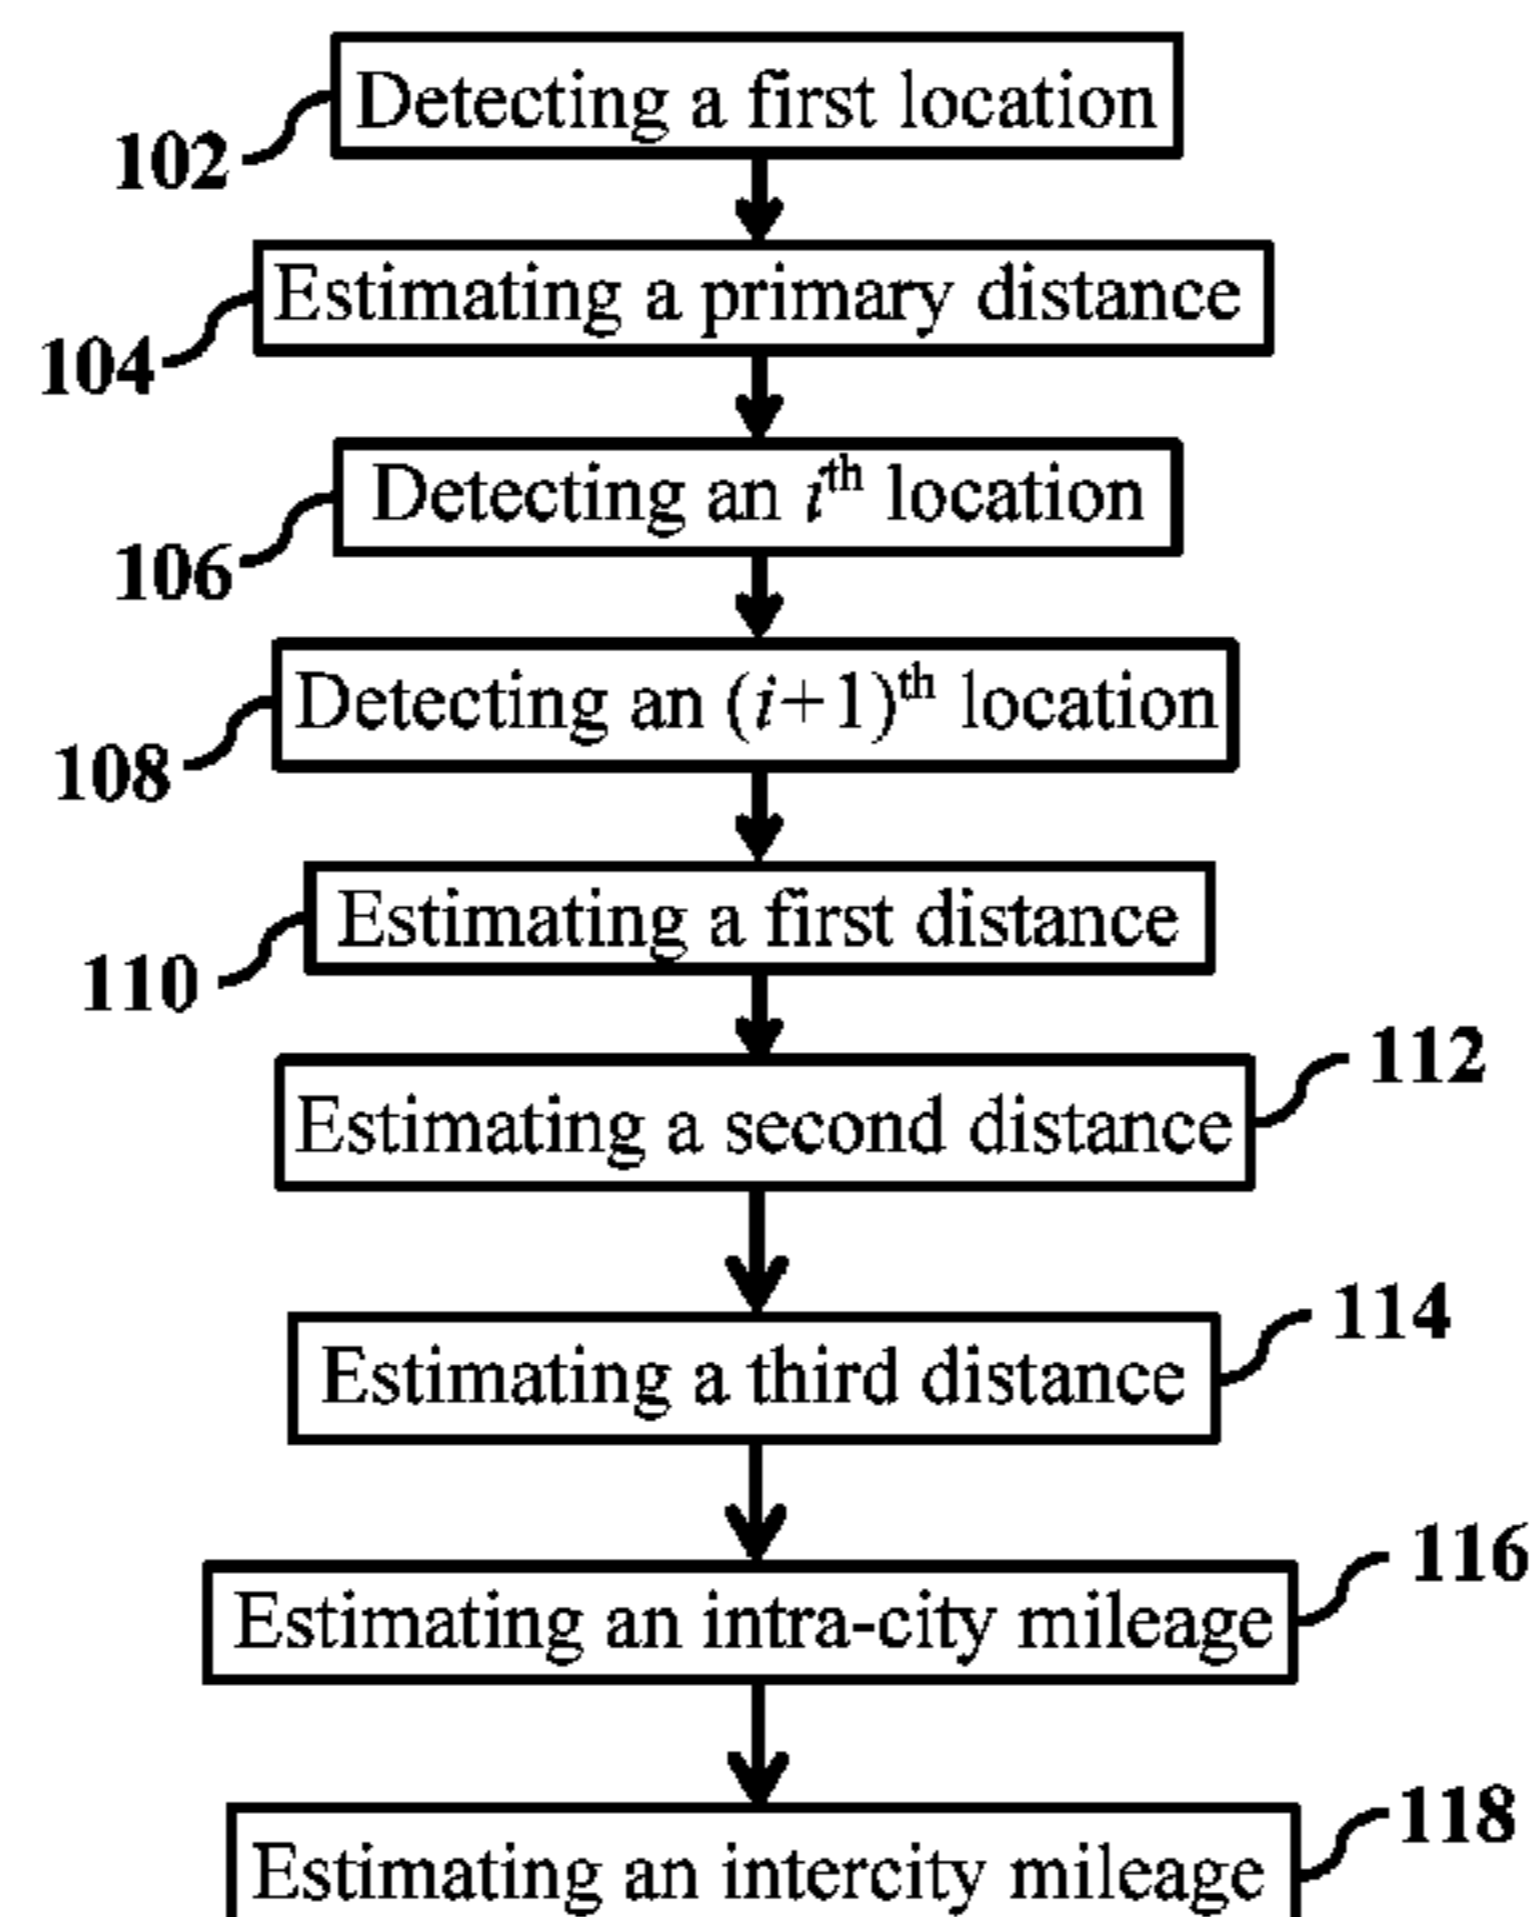 Detecting a first location
102
Estimating a primary distance
104
Detecting an iᵗʰ location
106
Detecting an (i+1)ᵗʰ location
108
Estimating a first distance
110
112
Estimating a second distance
114
Estimating a third distance
116
Estimating an intra-city mileage
118
Estimating an intercity mileage